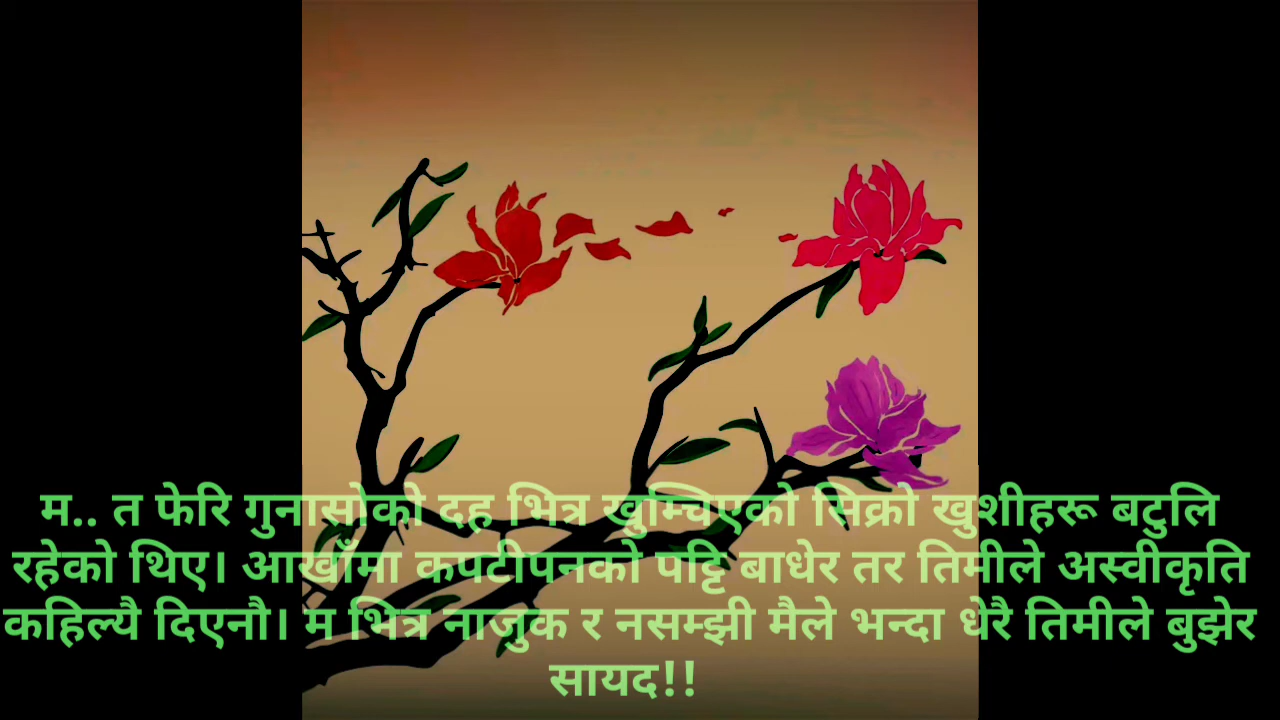 म.. त फेरि गुनासोको दह भित्र खुम्चिएको सिक्रो खुशीहरू बटुलि
रहेको थिए। आखाँमा कपटीपनको पट्टि बाधेर तर तिमीले अस्वीकृति
कहिल्यै दिएनौ। म भित्र नाजुक र नसम्झी मैले भन्दा धेरै तिमीले बुझेर
सायद!!